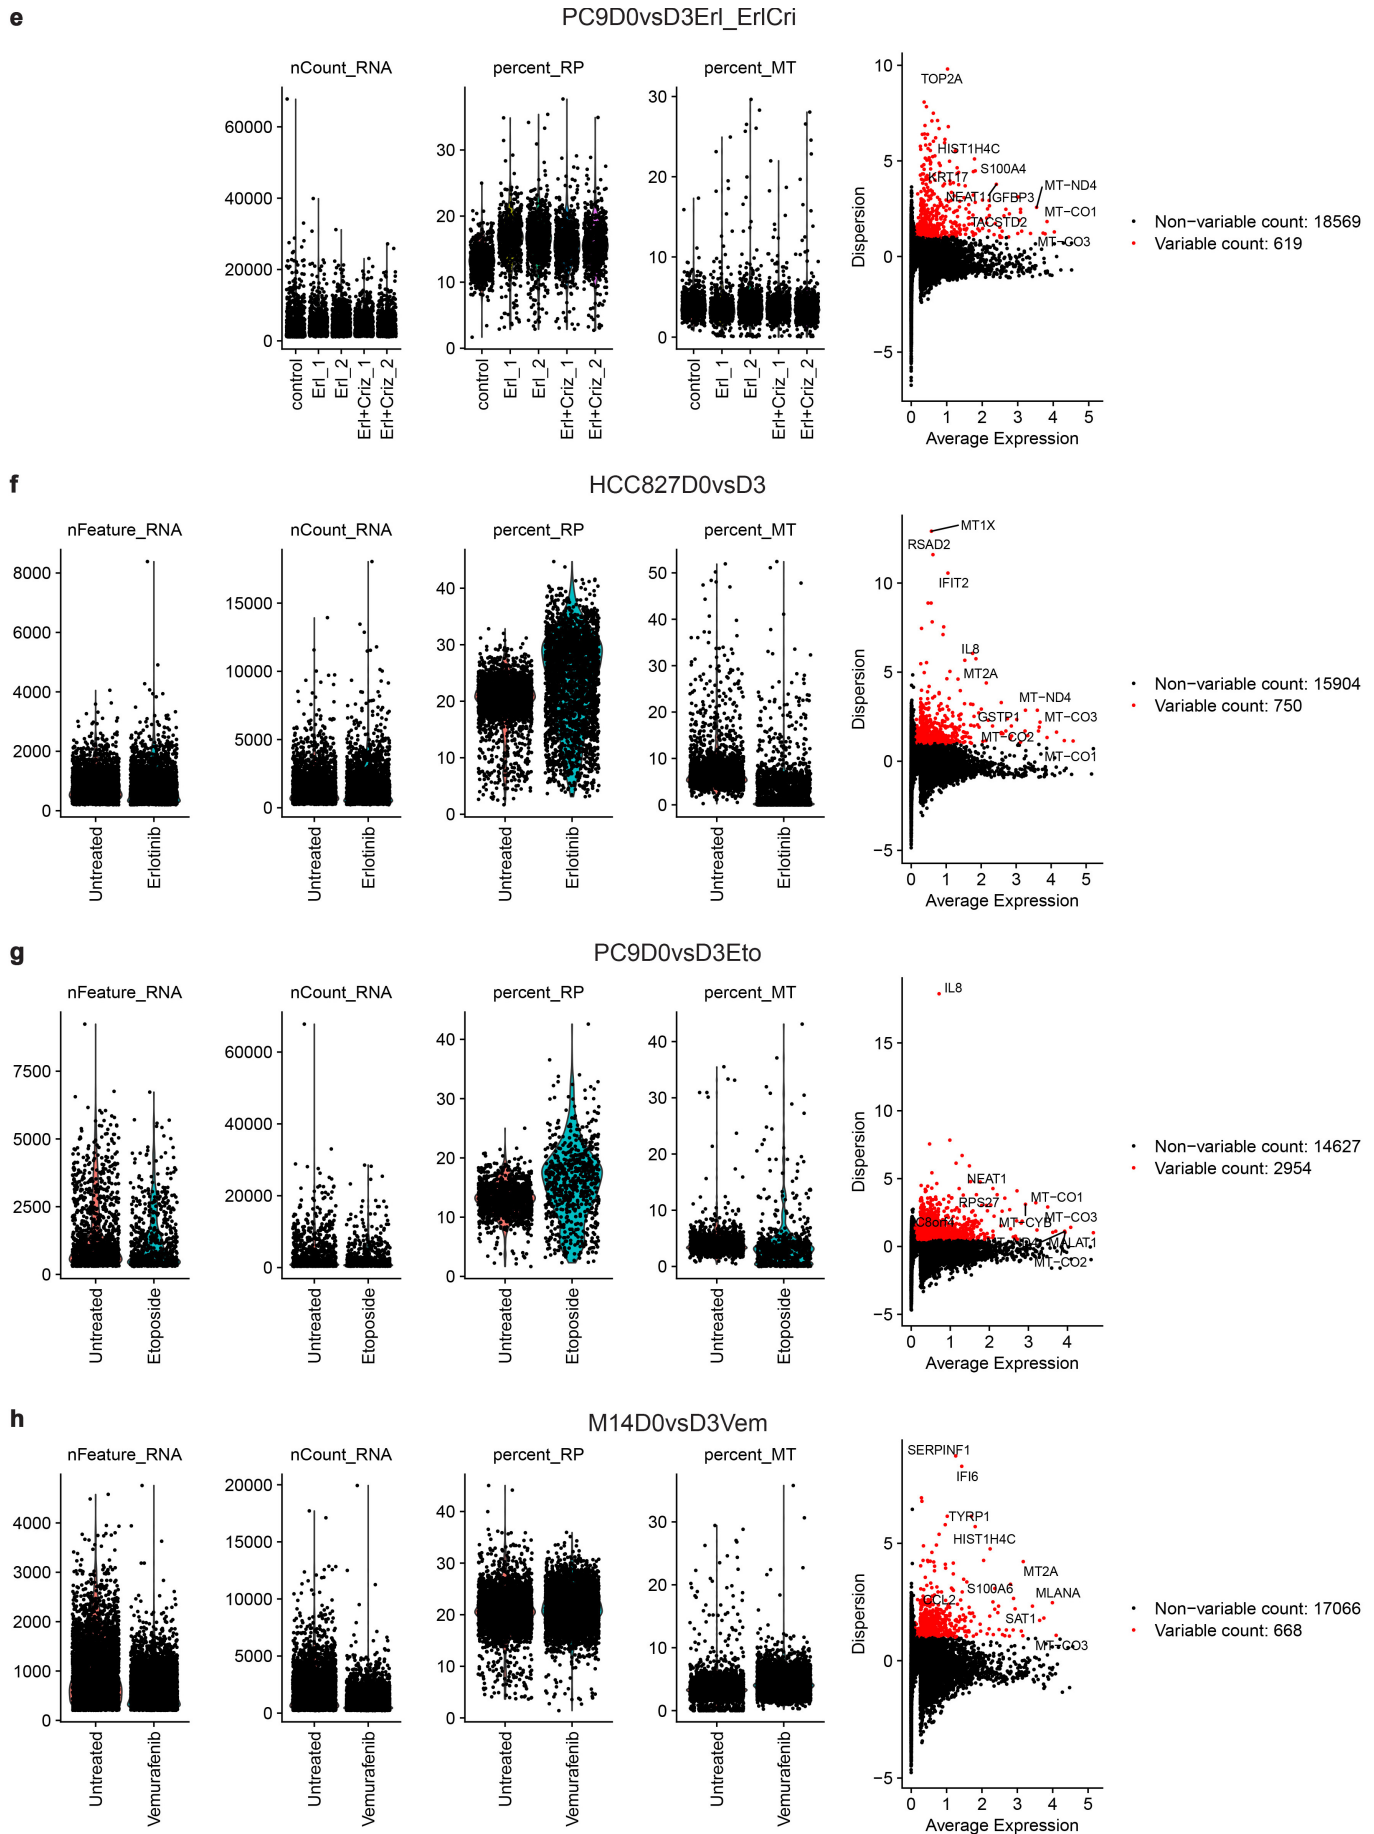 e
PC9D0vsD3Erl_ErlCri
nCount_RNA
percent_RP
percent_MT
60000
40000
20000
0
30
20
10
0
30
20
10
0
control
Erl_1
Erl_2
Erl+Criz_1
Erl+Criz_2
control
Erl_1
Erl_2
Erl+Criz_1
Erl+Criz_2
control
Erl_1
Erl_2
Erl+Criz_1
Erl+Criz_2
Dispersion
10
5
0
−5
TOP2A
HIST1H4C
S100A4
KRT17
MT−ND4
NEAT1
IGFBP3
MT−CO1
TACSTD2
MT−CO3
0 1 2 3 4 5
Average Expression
Non−variable count: 18569
Variable count: 619
f
HCC827D0vsD3
nFeature_RNA
nCount_RNA
percent_RP
percent_MT
8000
6000
4000
2000
0
15000
10000
5000
0
40
30
20
10
0
50
40
30
20
10
0
Untreated
Erlotinib
Untreated
Erlotinib
Untreated
Erlotinib
Untreated
Erlotinib
Dispersion
10
5
0
−5
MT1X
RSAD2
IFIT2
IL8
MT2A
MT−ND4
GSTP1
MT−CO3
MT−CO2
MT−CO1
0 1 2 3 4 5
Average Expression
Non−variable count: 15904
Variable count: 750
g
PC9D0vsD3Eto
nFeature_RNA
nCount_RNA
percent_RP
percent_MT
7500
5000
2500
0
60000
40000
20000
0
40
30
20
10
0
40
30
20
10
0
Untreated
Etoposide
Untreated
Etoposide
Untreated
Etoposide
Untreated
Etoposide
Dispersion
15
10
5
0
−5
IL8
NEAT1
RPS27
MT−CO1
C8orf4
MT−CYB
MT−CO3
MALAT1
MT−CO2
0 1 2 3 4
Average Expression
Non−variable count: 14627
Variable count: 2954
h
M14D0vsD3Vem
nFeature_RNA
nCount_RNA
percent_RP
percent_MT
4000
3000
2000
1000
0
20000
15000
10000
5000
0
40
30
20
10
0
30
20
10
0
Untreated
Vemurafenib
Untreated
Vemurafenib
Untreated
Vemurafenib
Untreated
Vemurafenib
Dispersion
5
0
−5
SERPINF1
IFI6
TYRP1
HIST1H4C
MT2A
S100A6
MLANA
CCL2
SAT1
MT−CO3
0 1 2 3 4 5
Average Expression
Non−variable count: 17066
Variable count: 668